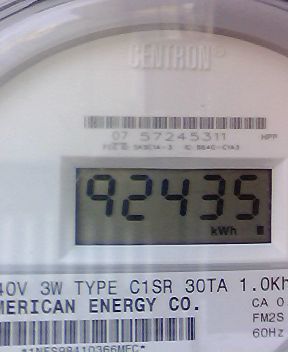 CENTRON®
07 57245311 HPP
92435
kWh
40V 3W TYPE C1SR 30TA 1.0Kh
MERICAN ENERGY CO.
CA 0
FM2S
60Hz